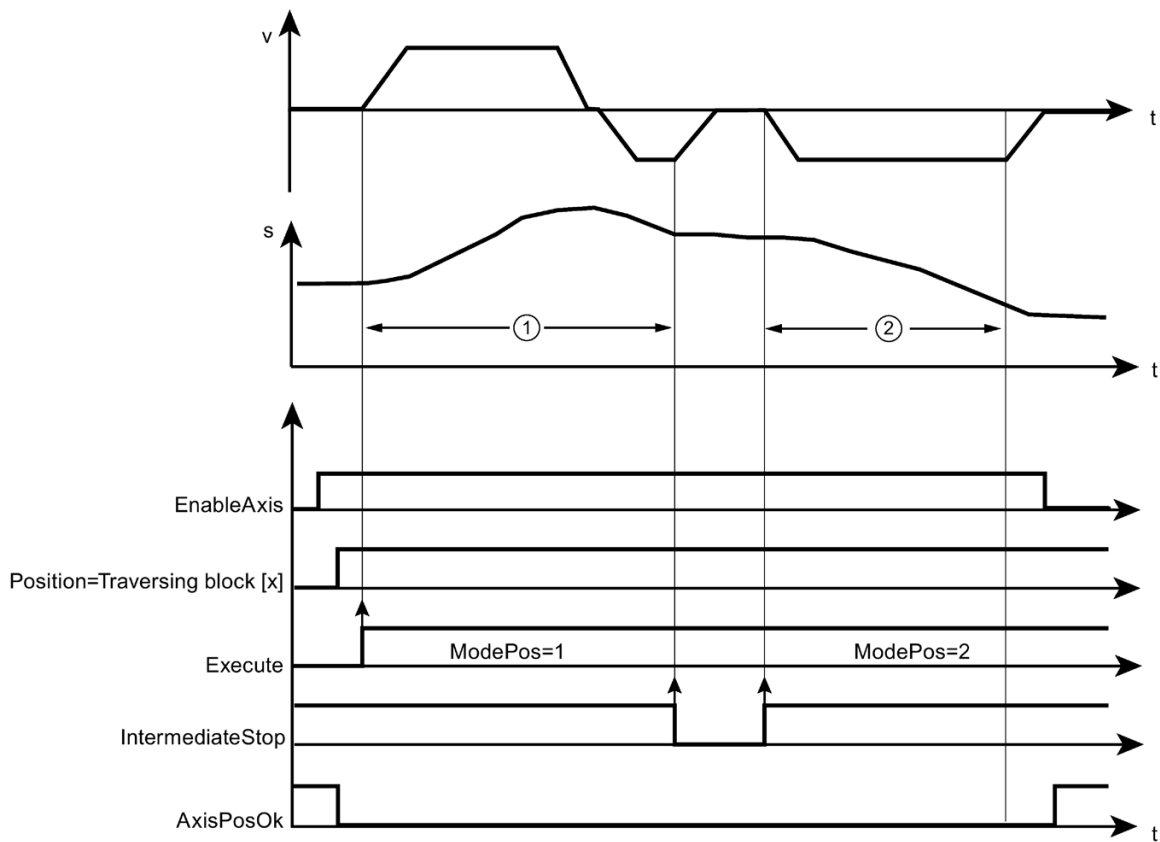 v
t
s
1
2
t
EnableAxis
Position=Traversing block [x]
ModePos=1
ModePos=2
Execute
IntermediateStop
AxisPosOk
t